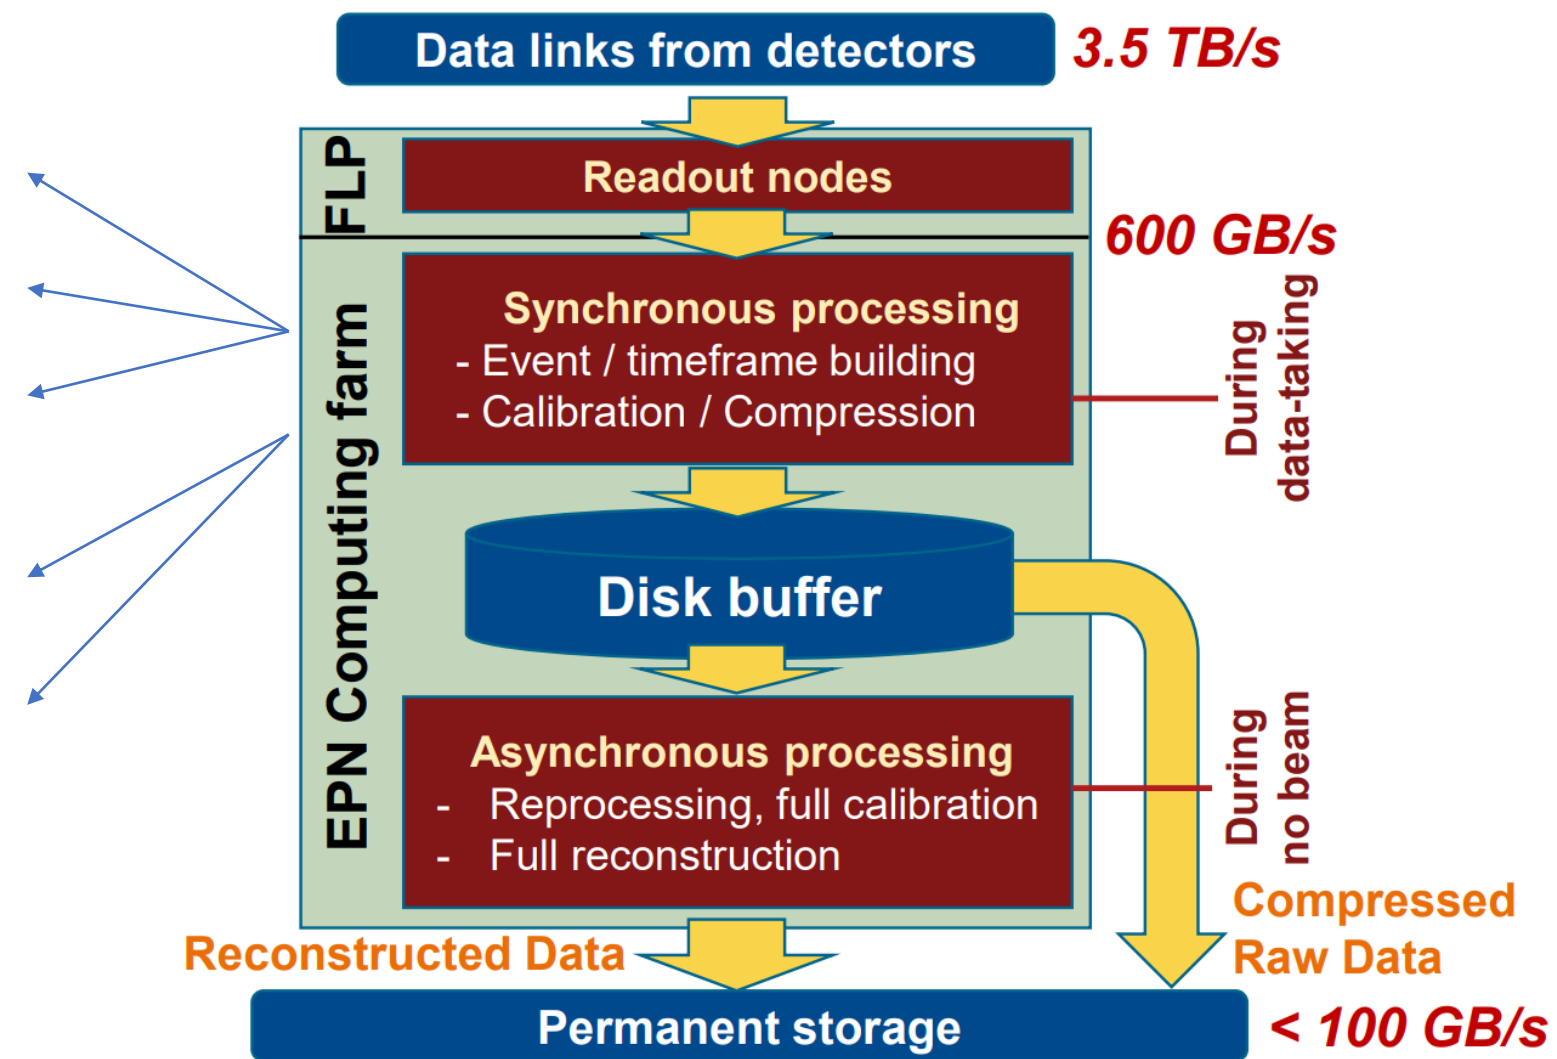 Data links from detectors
3.5 TB/s
FLP
Readout nodes
600 GB/s
EPN Computing farm
Synchronous processing
- Event / timeframe building
- Calibration / Compression
During
data-taking
Disk buffer
Asynchronous processing
- Reprocessing, full calibration
- Full reconstruction
During
no beam
Reconstructed Data
Compressed
Raw Data
Permanent storage
< 100 GB/s